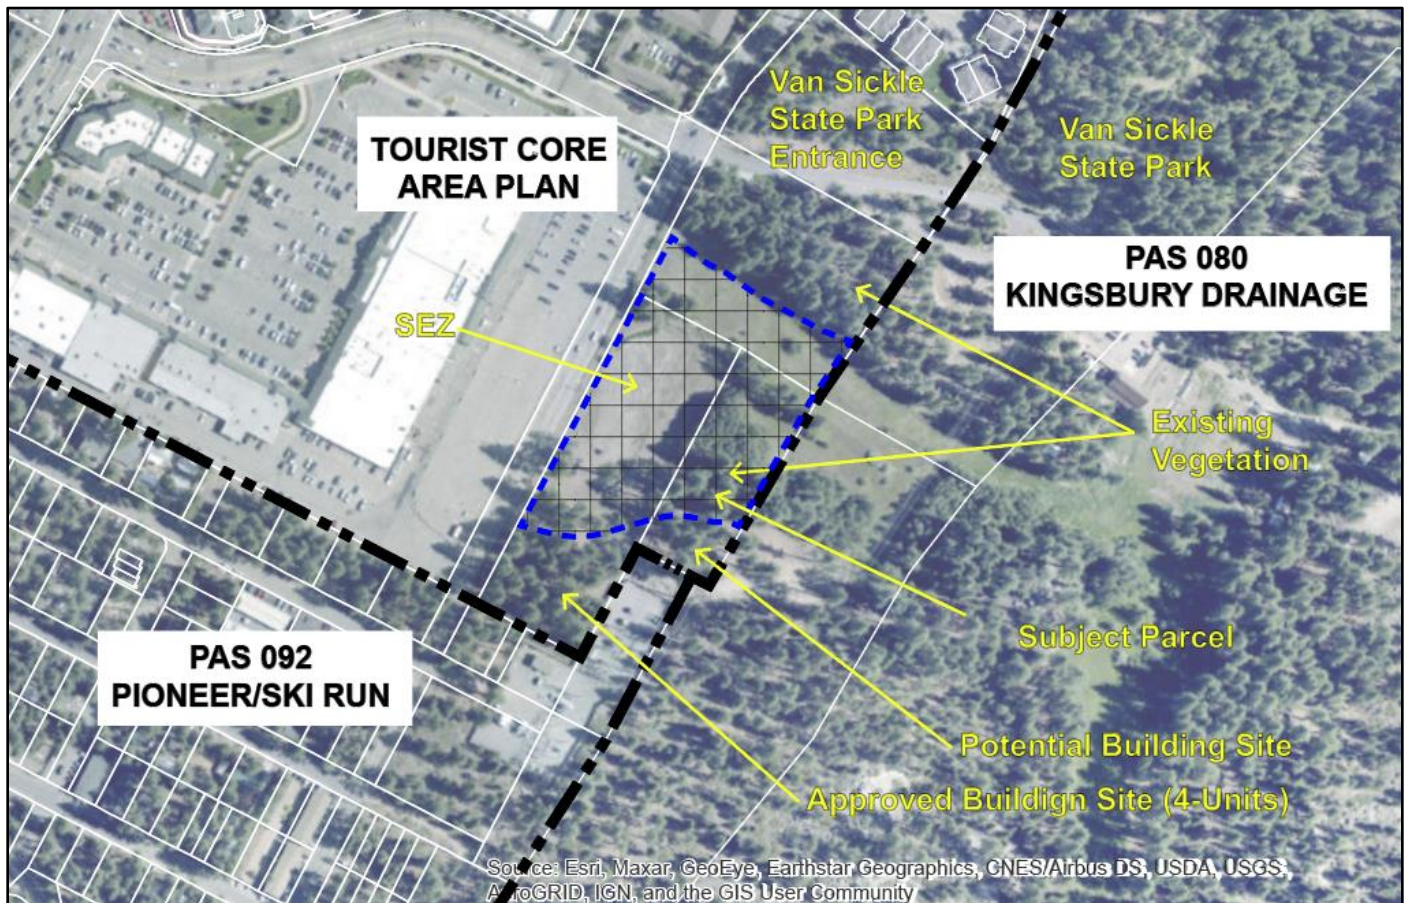 Van Sickle
State Park
Entrance
Van Sickle
State Park
TOURIST CORE
AREA PLAN
PAS 080
KINGSBURY DRAINAGE
SEZ
Existing
Vegetation
Subject Parcel
PAS 092
PIONEER/SKI RUN
Potential Building Site
Approved Buildign Site (4-Units)
Source: Esri, Maxar, GeoEye, Earthstar Geographics, CNES/Airbus DS, USDA, USGS,
AeroGRID, IGN, and the GIS User Community